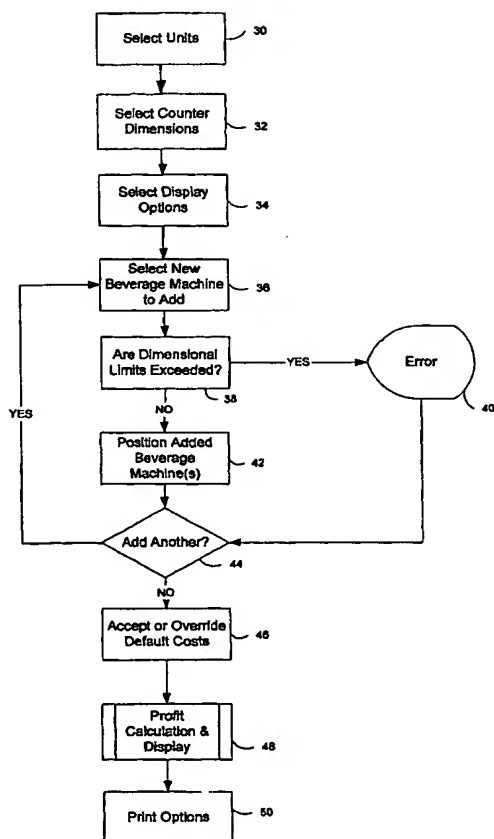 Select Units
30
Select Counter
Dimensions
32
Select Display
Options
34
Select New
Beverage Machine
to Add
36
Are Dimensional
Limits Exceeded?
38
YES
Error
40
YES
NO
Position Added
Beverage
Machine(s)
42
Add Another?
44
NO
Accept or Override
Default Costs
46
Profit
Calculation &
Display
48
Print Options
50